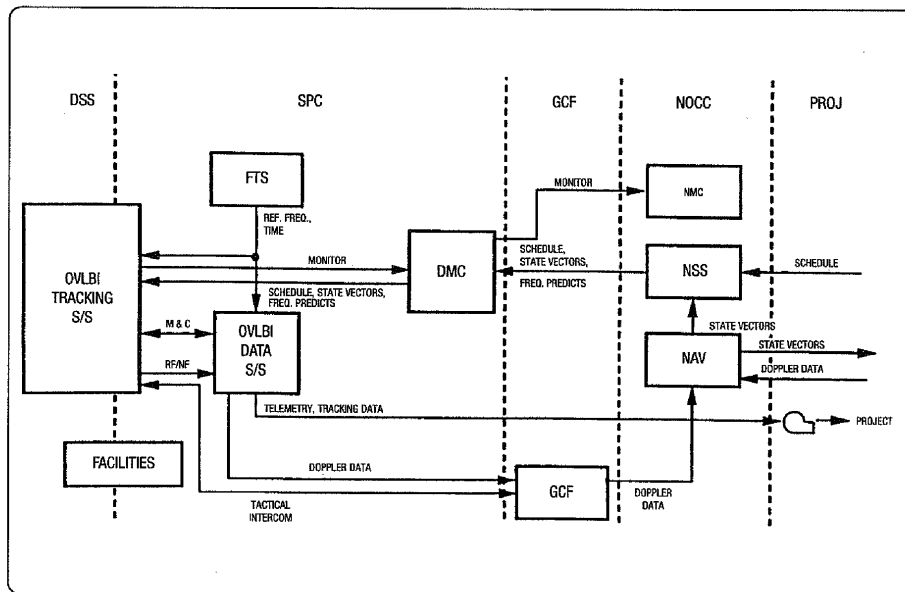 DSS
SPC
GCF
NOCC
PROJ
FTS
REF. FREQ.,
TIME
MONITOR
NMC
OVLBI
TRACKING
S/S
MONITOR
DMC
SCHEDULE,
STATE VECTORS,
FREQ. PREDICTS
NSS
SCHEDULE
SCHEDULE, STATE VECTORS,
FREQ. PREDICTS
M & C
OVLBI
DATA
S/S
STATE VECTORS
NAV
STATE VECTORS
DOPPLER DATA
RF/NF
TELEMETRY, TRACKING DATA
PROJECT
FACILITIES
DOPPLER DATA
GCF
DOPPLER
DATA
TACTICAL
INTERCOM